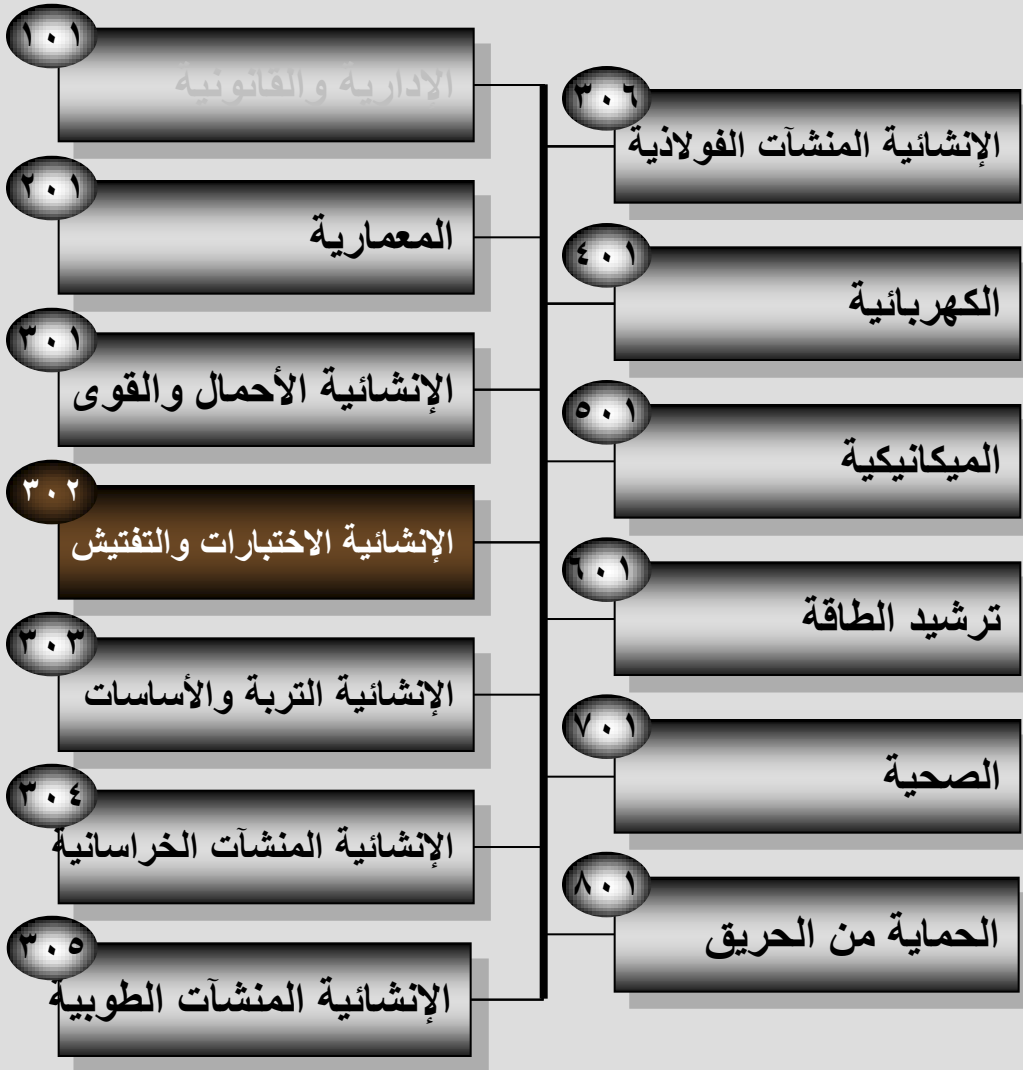 ١٠١
الادارية والقانونية
٢٠١
المعمارية
٣٠١
الإنشائية الأحمال والقوى
٣٠٢
الإنشائية الاختبارات والتفتيش
٣٠٣
الإنشائية التربة والأساسات
٣٠٤
الإنشائية المنشآت الخراسانية
٣٠٥
الإنشائية المنشآت الطوبية
٣٠٦
الإنشائية المنشآت الفولاذية
٤٠١
الكهربائية
٥٠١
الميكانيكية
٦٠١
ترشيد الطاقة
٧٠١
الصحية
٨٠١
الحماية من الحريق